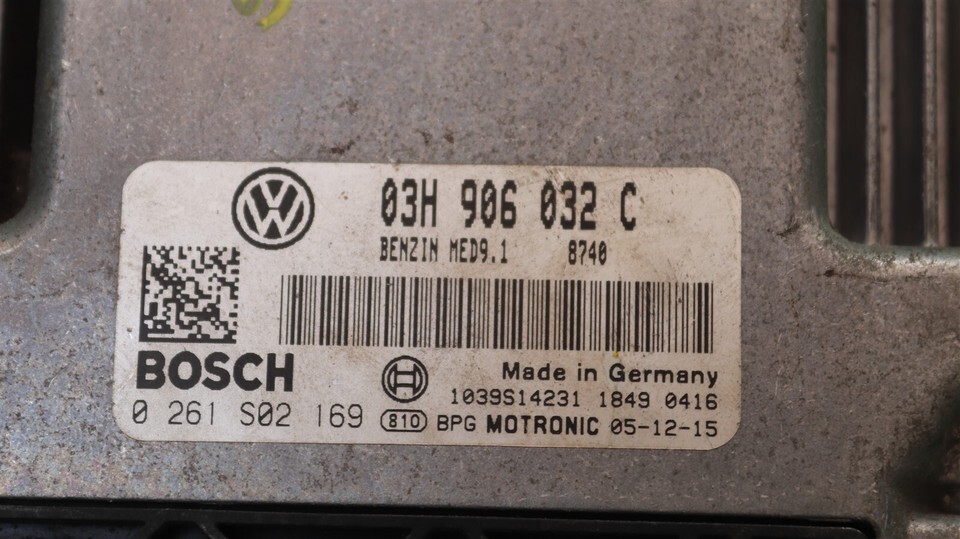 03H 906 032 C
BENZIN MED9.1 8740
BOSCH
Made in Germany
1039S14231 1849 0416
0 261 S02 169 810 BPG MOTRONIC 05-12-15